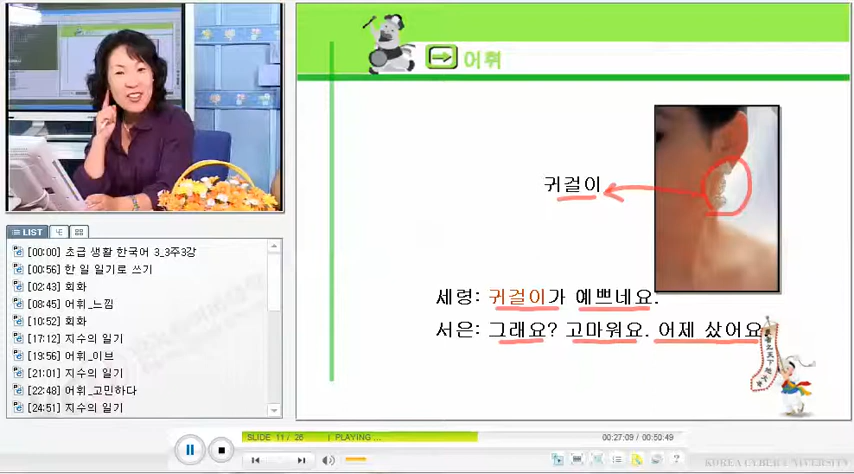 어휘
귀걸이
세령: 귀걸이가 예쁘네요.
서은: 그래요? 고마워요. 어제 샀어요.
LIST
[00:00] 초급 생활 한국어 3_3주3강
[00:56] 한 일 일기로 쓰기
[02:43] 회화
[08:45] 어휘_느낌
[10:52] 회화
[17:12] 지수의 일기
[19:56] 어휘_이브
[21:01] 지수의 일기
[22:48] 어휘_고민하다
[24:51] 지수의 일기
SLIDE 11 / 26 | PLAYING ...
00:27:09 / 00:50:49
KOREA CYBER UNIVERSITY